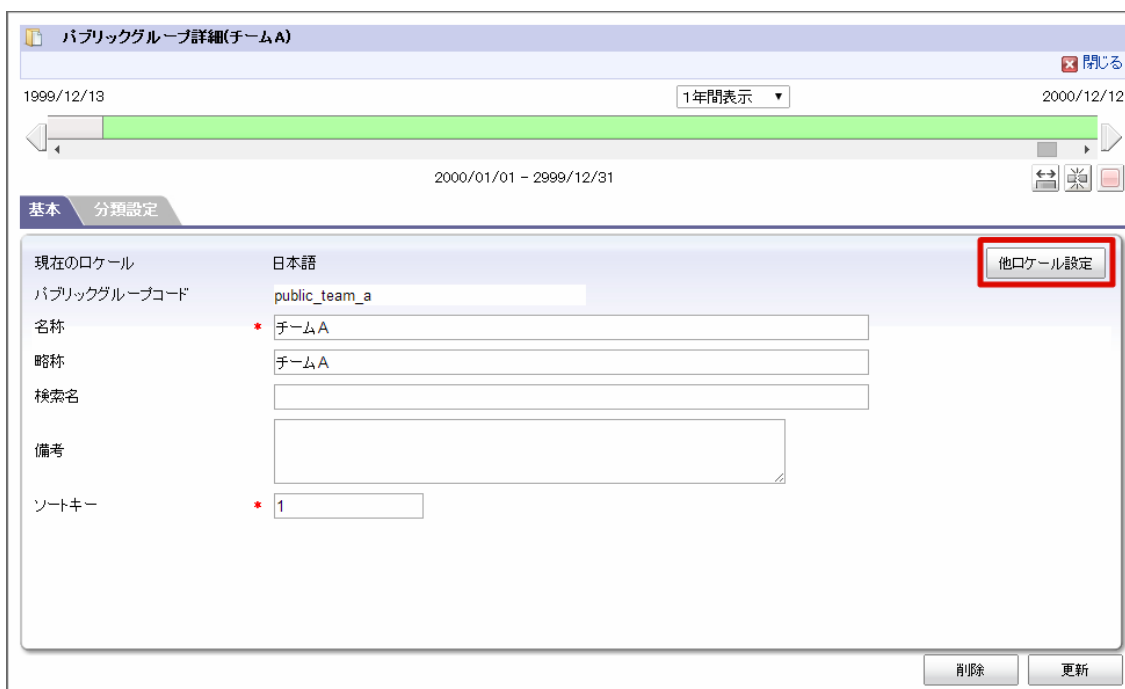 パブリックグループ詳細(チームA)
閉じる
1999/12/13 1年間表示 2000/12/12
2000/01/01 - 2999/12/31
基本 分類設定
現在のロケール 日本語 他ロケール設定
パブリックグループコード public_team_a
名称 * チームA
略称 チームA
検索名
備考
ソートキー * 1
削除 更新